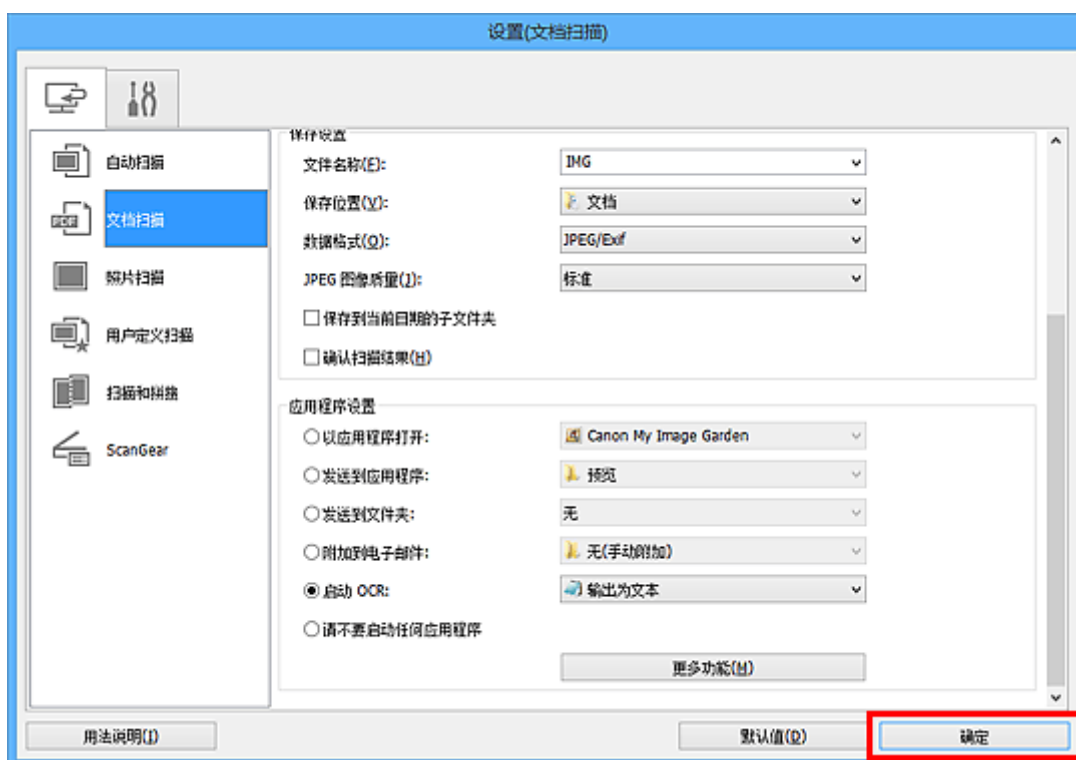 设置(文档扫描)
自动扫描
PDF
文档扫描
照片扫描
用户定义扫描
扫描和拼接
ScanGear
保存设置
文件名称(F): IMG
保存位置(V): 文档
数据格式(O): JPEG/Exif
JPEG 图像质量(J): 标准
保存到当前日期的子文件夹
确认扫描结果(H)
应用程序设置
以应用程序打开: Canon My Image Garden
发送到应用程序: 预览
发送到文件夹: 无
附加到电子邮件: 无(手动附加)
启动 OCR: 输出为文本
请不要启动任何应用程序
更多功能(M)
用法说明(I)
默认值(D)
确定